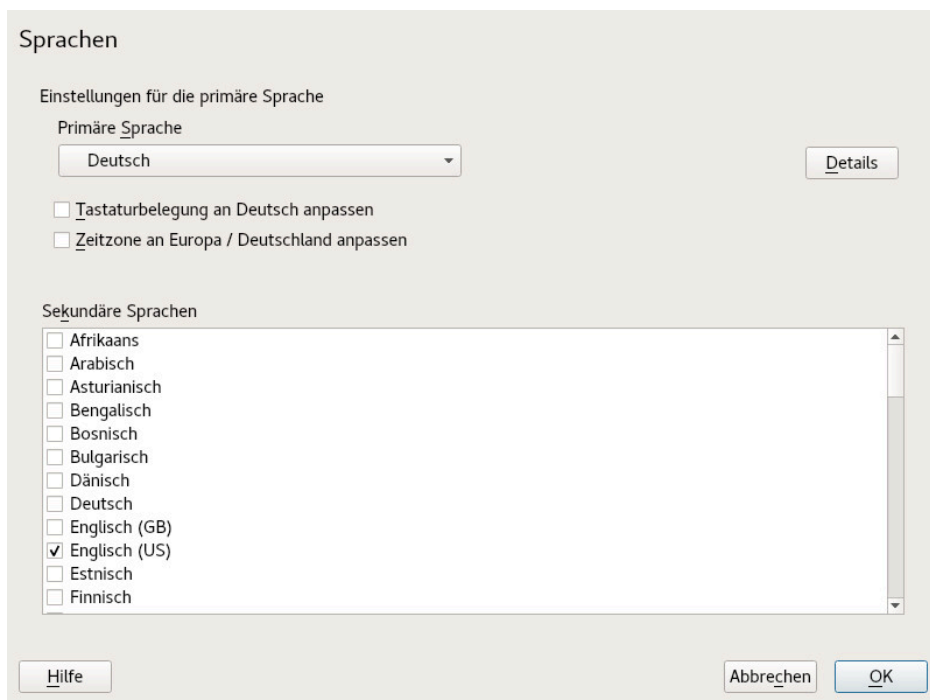 Sprachen
Einstellungen für die primäre Sprache
Primäre Sprache
Deutsch
Details
Tastaturbelegung an Deutsch anpassen
Zeitzone an Europa / Deutschland anpassen
Sekundäre Sprachen
Afrikaans
Arabisch
Asturianisch
Bengalisch
Bosnisch
Bulgarisch
Dänisch
Deutsch
Englisch (GB)
Englisch (US)
Estnisch
Finnisch
Hilfe
Abbrechen
OK